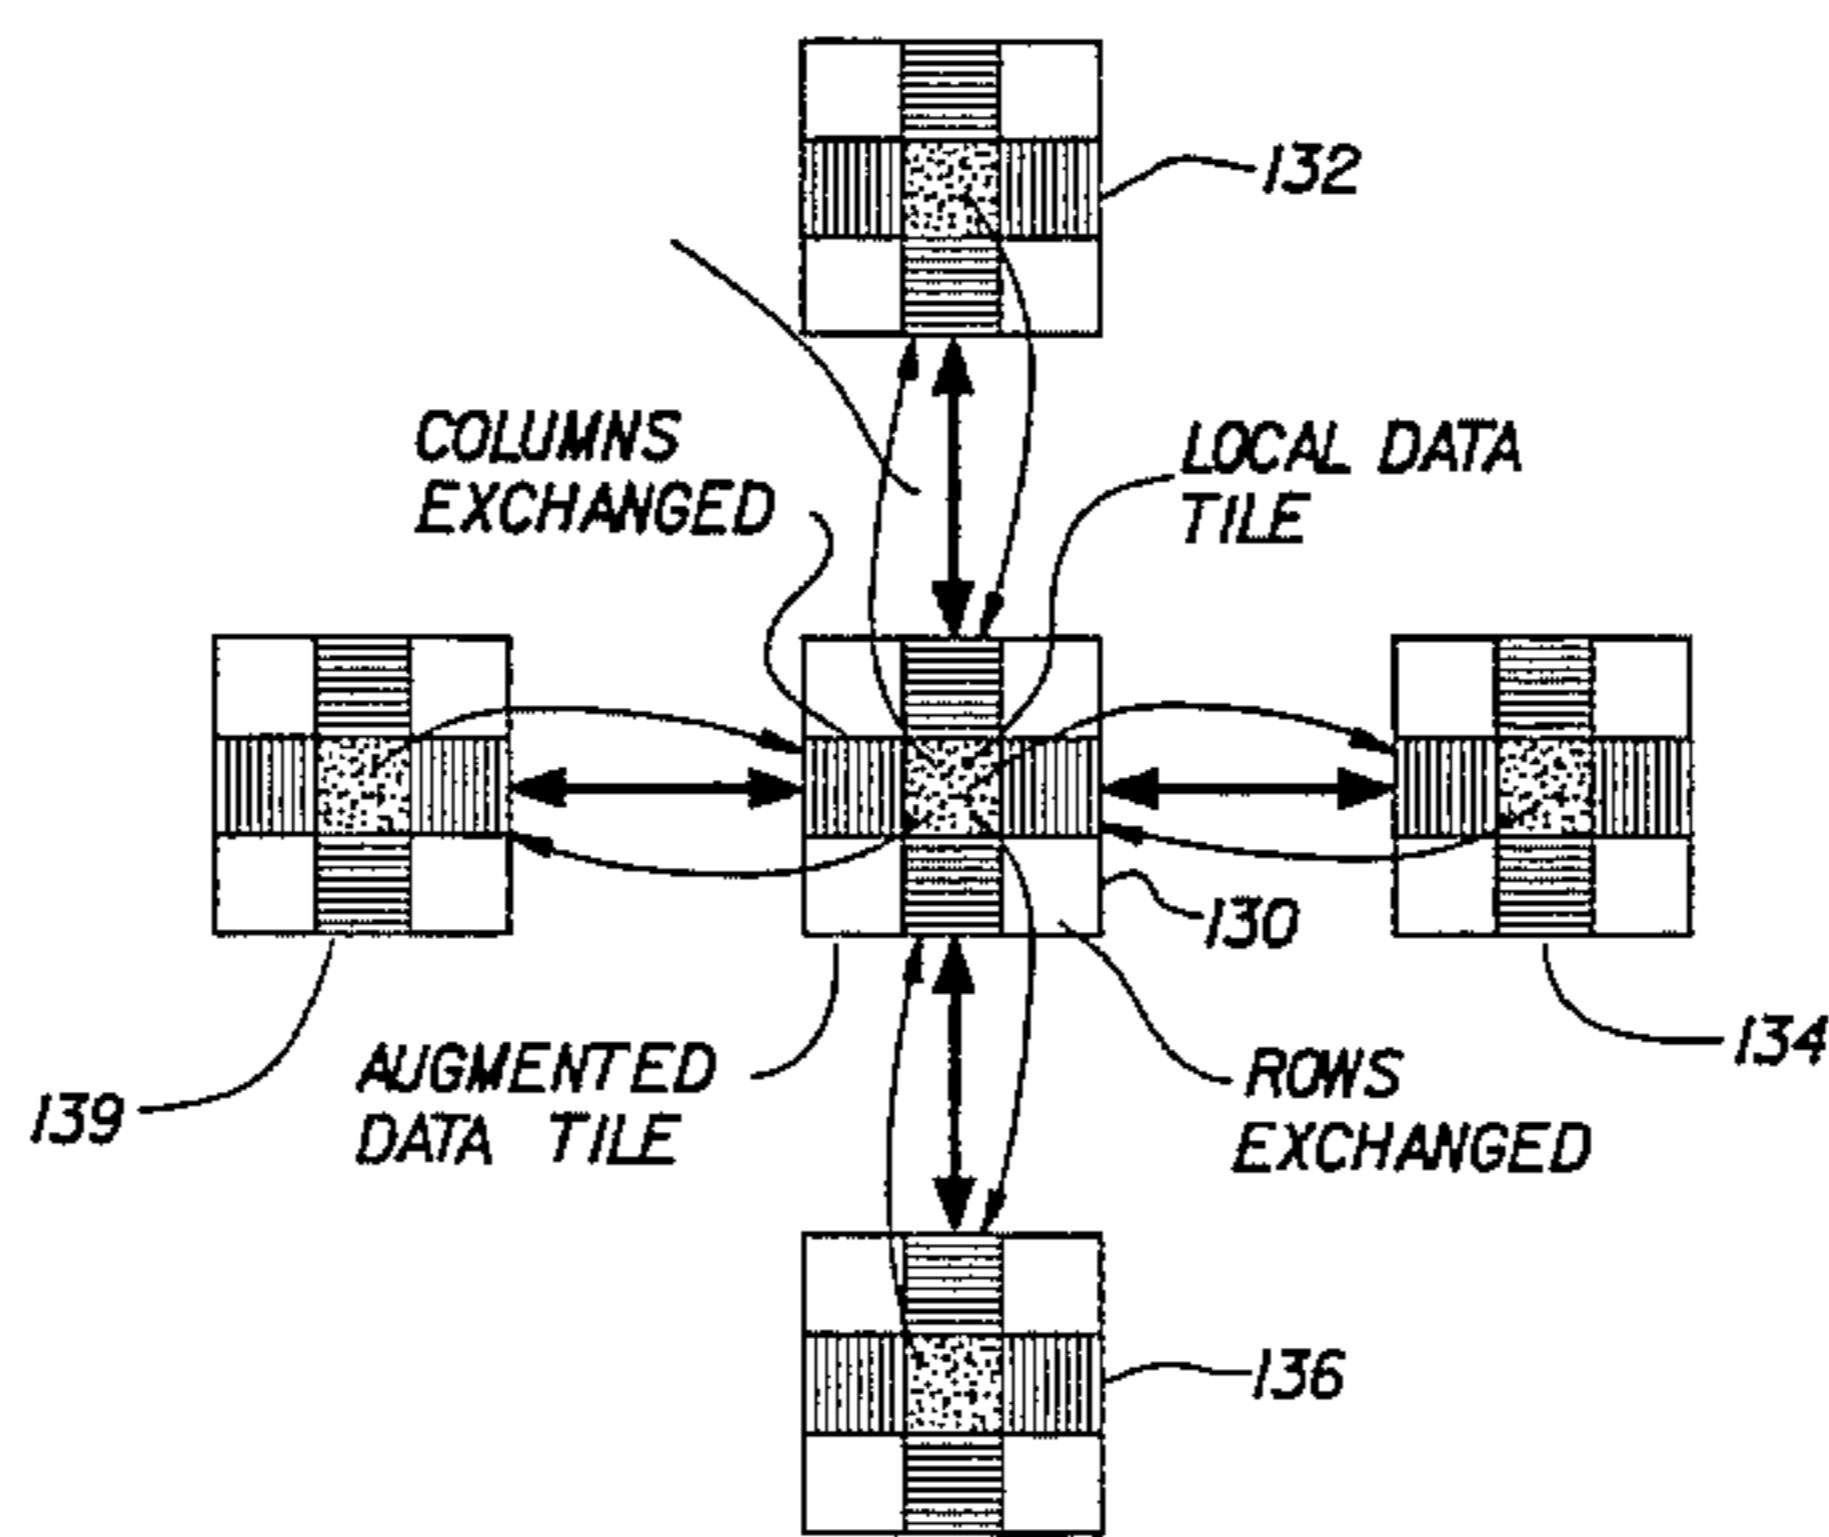 132
COLUMNS
EXCHANGED
LOCAL DATA
TILE
130
134
139
AUGMENTED
DATA TILE
ROWS
EXCHANGED
136